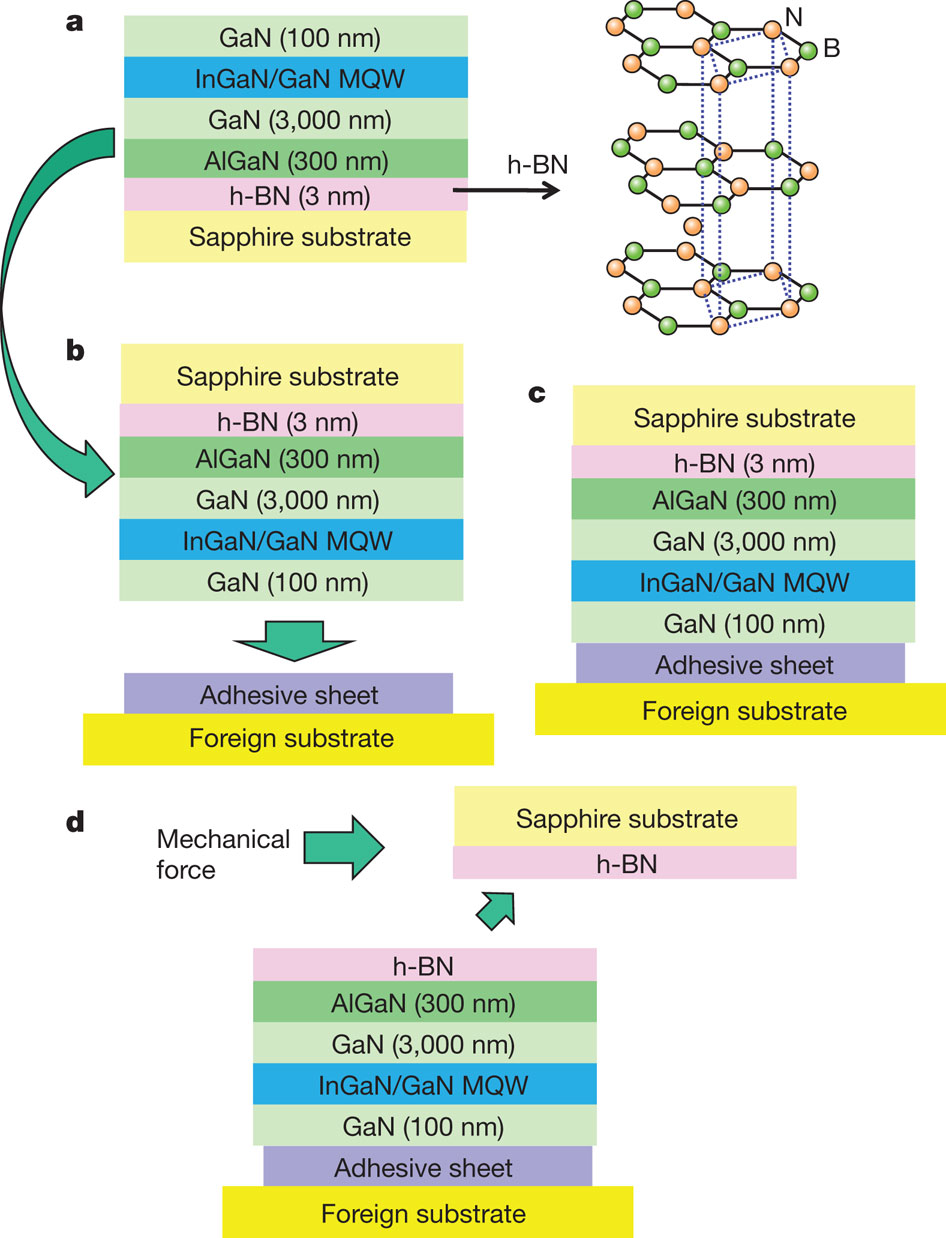 a
GaN (100 nm)
InGaN/GaN MQW
GaN (3,000 nm)
AlGaN (300 nm)
h-BN (3 nm)
Sapphire substrate
h-BN
N
B
b
Sapphire substrate
h-BN (3 nm)
AlGaN (300 nm)
GaN (3,000 nm)
InGaN/GaN MQW
GaN (100 nm)
Adhesive sheet
Foreign substrate
c
Sapphire substrate
h-BN (3 nm)
AlGaN (300 nm)
GaN (3,000 nm)
InGaN/GaN MQW
GaN (100 nm)
Adhesive sheet
Foreign substrate
d
Mechanical
force
Sapphire substrate
h-BN
h-BN
AlGaN (300 nm)
GaN (3,000 nm)
InGaN/GaN MQW
GaN (100 nm)
Adhesive sheet
Foreign substrate